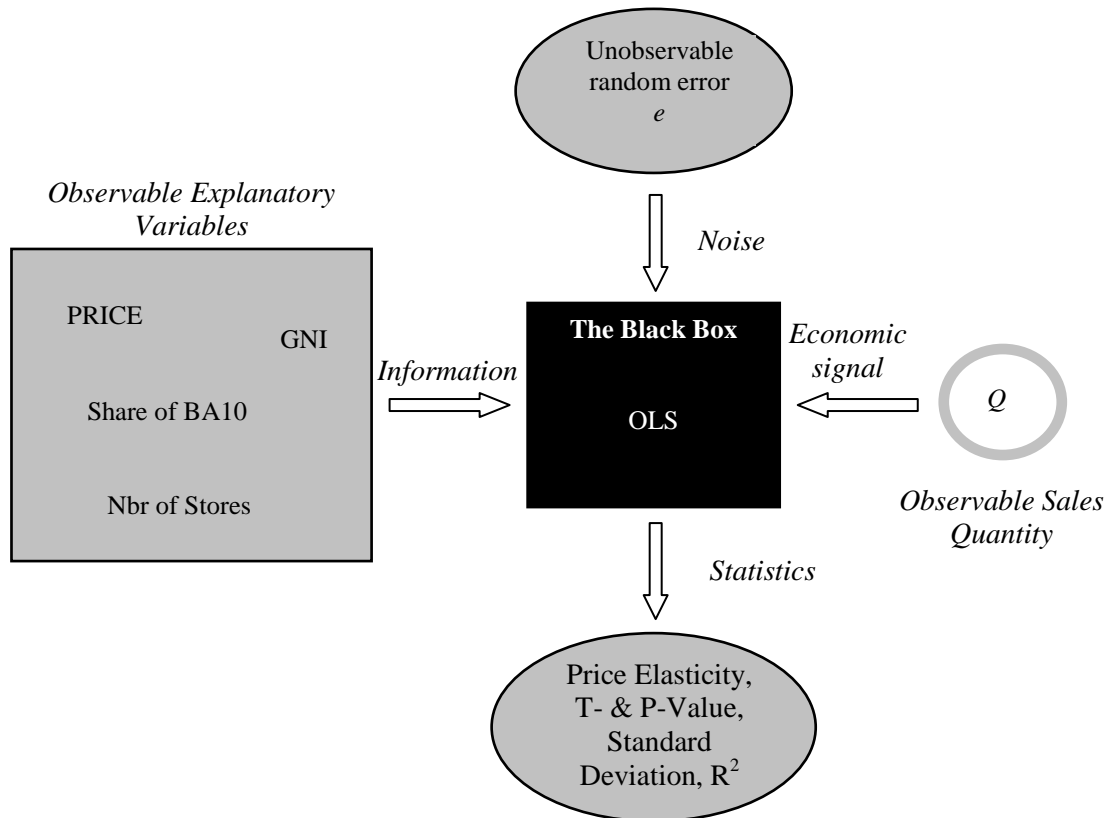 Unobservable
random error
e
Observable Explanatory
Variables
Noise
PRICE
GNI
Share of BA10
Nbr of Stores
Information
The Black Box
OLS
Economic
signal
Q
Observable Sales
Quantity
Statistics
Price Elasticity,
T- & P-Value,
Standard
Deviation, R²